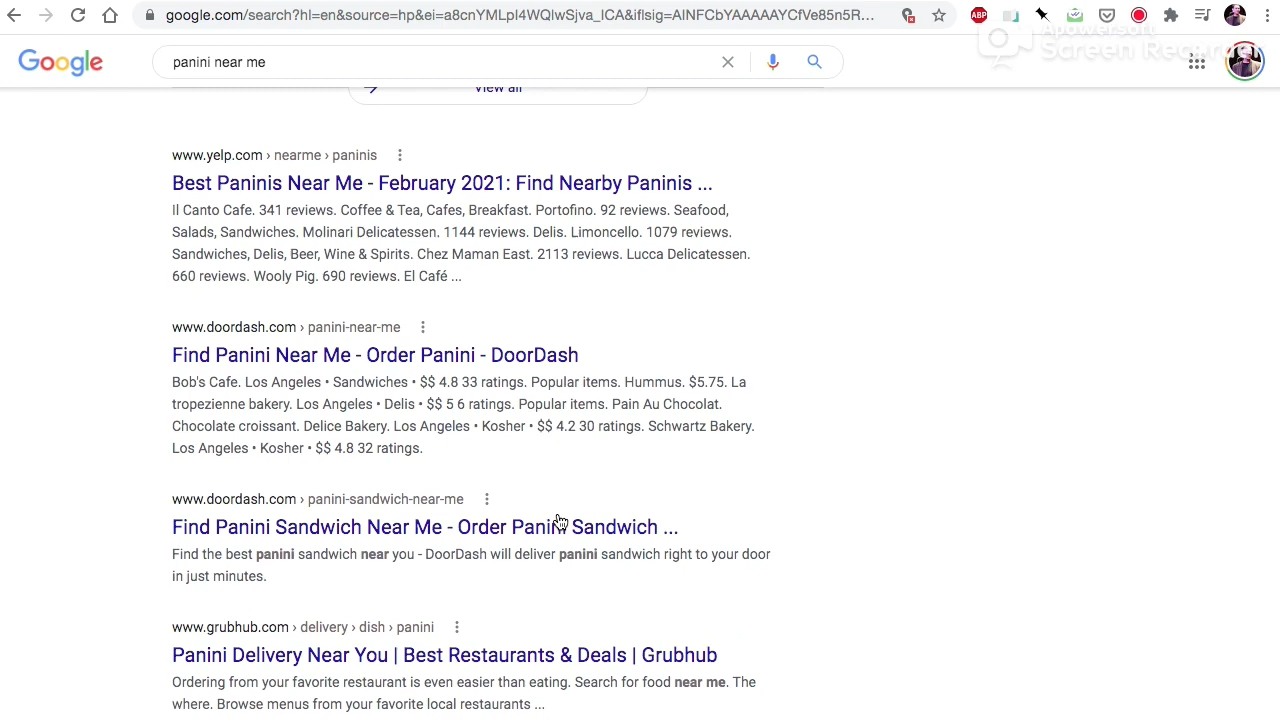 google.com/search?hl=en&source=hp&ei=a8cnYMLpI4WQlwSjva_ICA&iflsig=AINFCbYAAAAAYCfVe85n5R...
ABP
Apowersoft
Screen Recorder
Google
panini near me
View all
www.yelp.com › nearme › paninis
Best Paninis Near Me - February 2021: Find Nearby Paninis ...
Il Canto Cafe. 341 reviews. Coffee & Tea, Cafes, Breakfast. Portofino. 92 reviews. Seafood,
Salads, Sandwiches. Molinari Delicatessen. 1144 reviews. Delis. Limoncello. 1079 reviews.
Sandwiches, Delis, Beer, Wine & Spirits. Chez Maman East. 2113 reviews. Lucca Delicatessen.
660 reviews. Wooly Pig. 690 reviews. El Café ...
www.doordash.com › panini-near-me
Find Panini Near Me - Order Panini - DoorDash
Bob's Cafe. Los Angeles • Sandwiches • $$ 4.8 33 ratings. Popular items. Hummus. $5.75. La
tropezienne bakery. Los Angeles • Delis • $$ 5 6 ratings. Popular items. Pain Au Chocolat.
Chocolate croissant. Delice Bakery. Los Angeles • Kosher • $$ 4.2 30 ratings. Schwartz Bakery.
Los Angeles • Kosher • $$ 4.8 32 ratings.
www.doordash.com › panini-sandwich-near-me
Find Panini Sandwich Near Me - Order Panini Sandwich ...
Find the best panini sandwich near you - DoorDash will deliver panini sandwich right to your door
in just minutes.
www.grubhub.com › delivery › dish › panini
Panini Delivery Near You | Best Restaurants & Deals | Grubhub
Ordering from your favorite restaurant is even easier than eating. Search for food near me. The
where. Browse menus from your favorite local restaurants ...